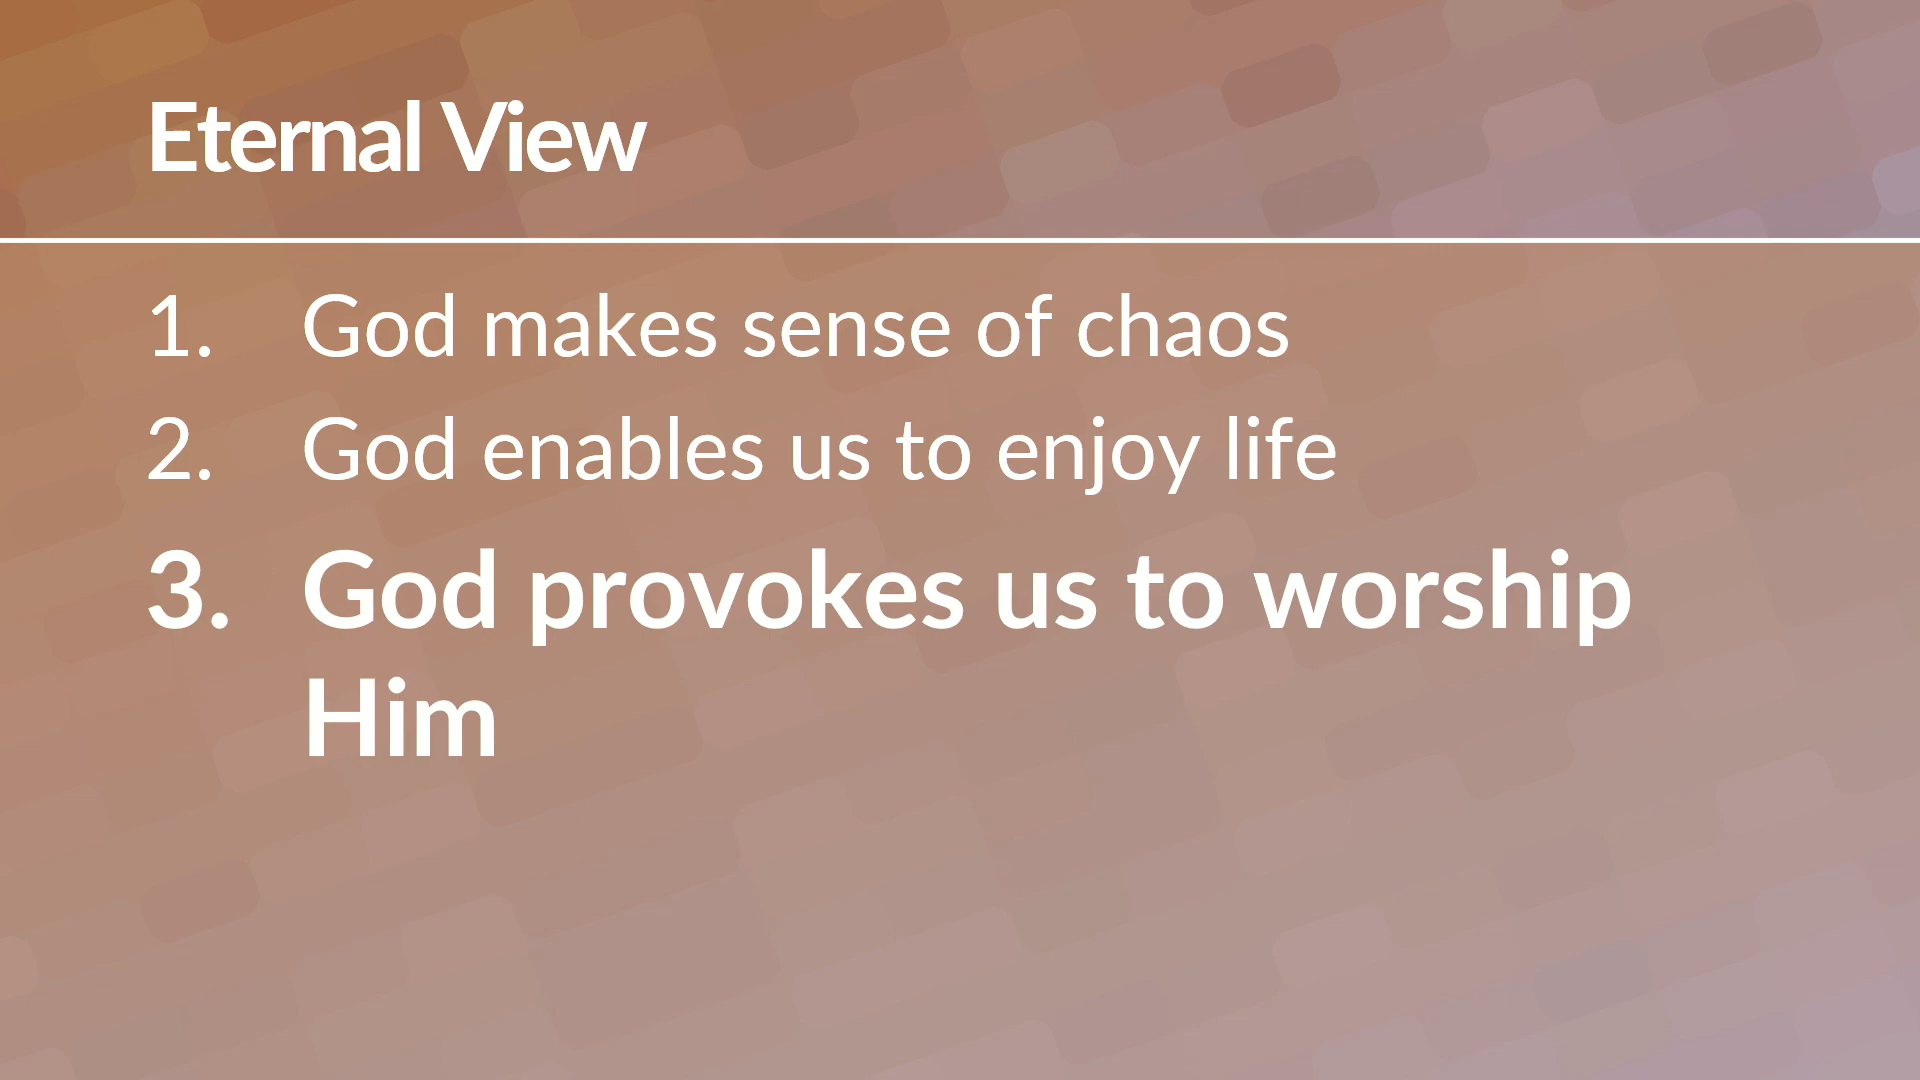 Eternal View
1. God makes sense of chaos
2. God enables us to enjoy life
3. God provokes us to worship
Him